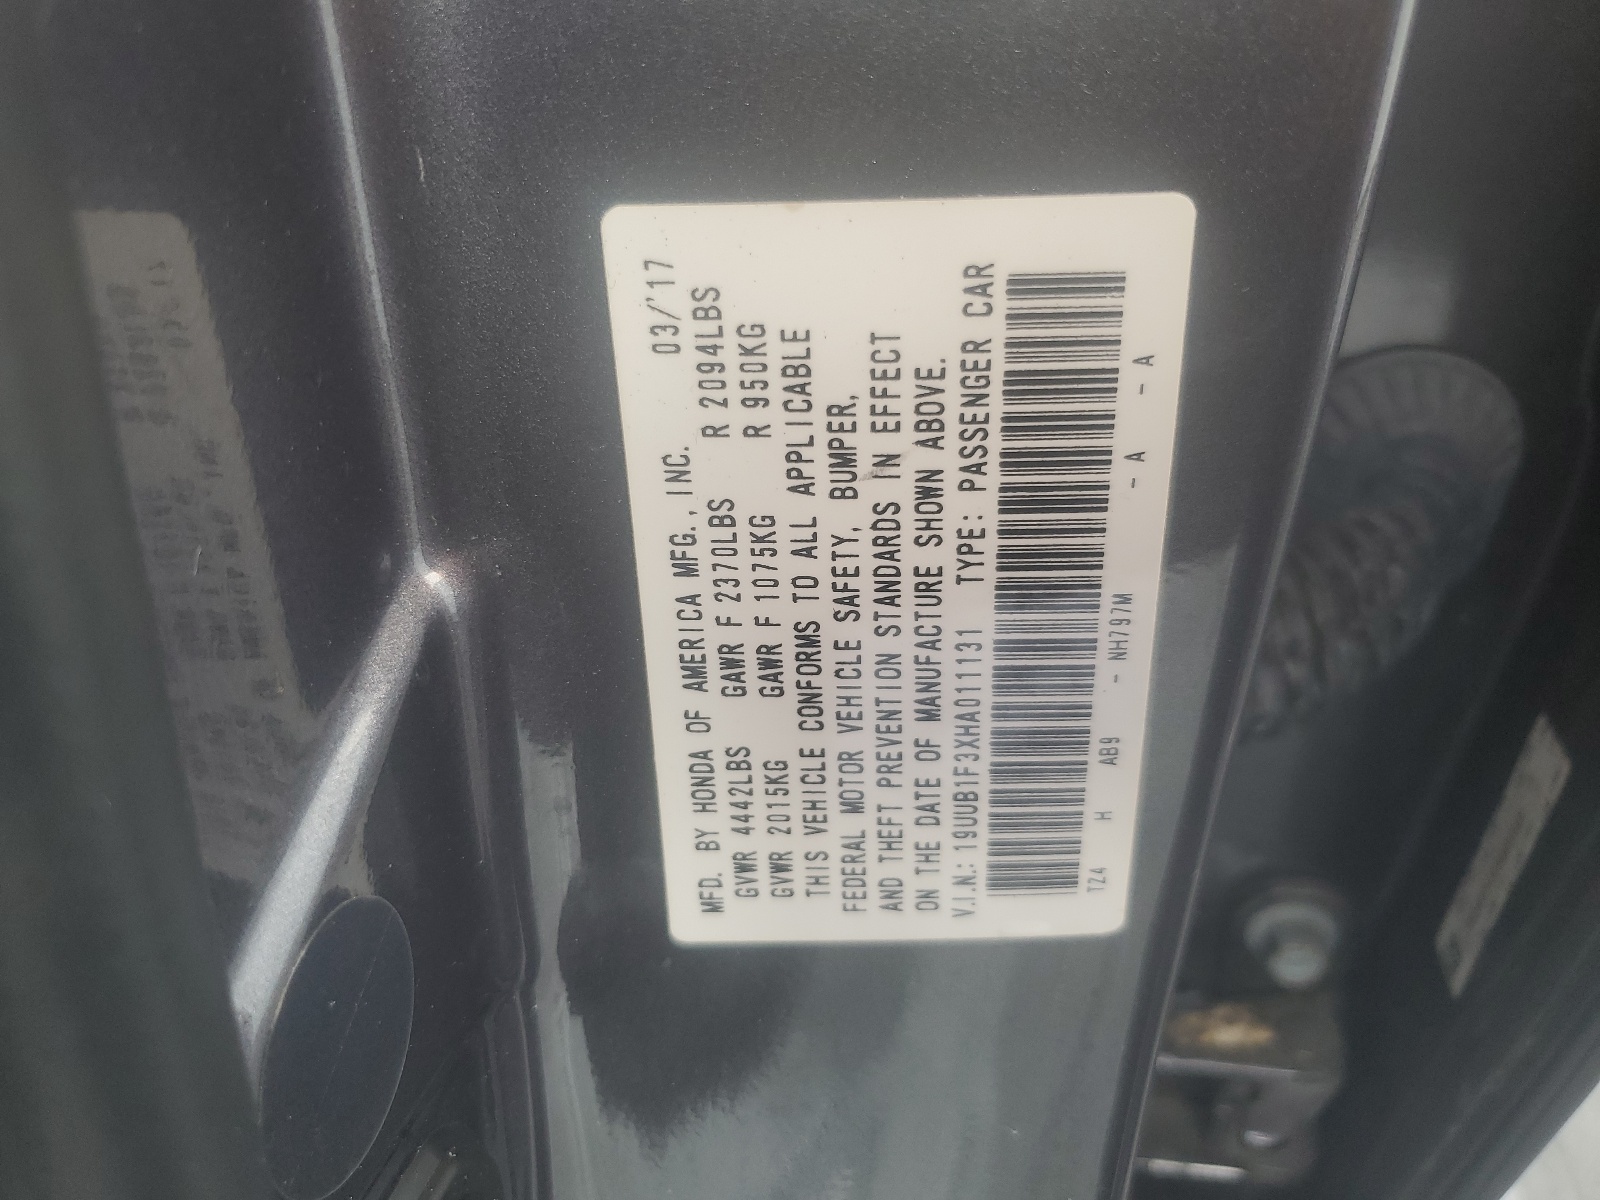 MFD. BY HONDA OF AMERICA MFG., INC. 03/'17
GVWR 4442LBS GAWR F 2370LBS R 2094LBS
GVWR 2015KG GAWR F 1075KG R 950KG
THIS VEHICLE CONFORMS TO ALL APPLICABLE
FEDERAL MOTOR VEHICLE SAFETY, BUMPER,
AND THEFT PREVENTION STANDARDS IN EFFECT
ON THE DATE OF MANUFACTURE SHOWN ABOVE.
V.I.N.: 19UUB1F3XHA011131 TYPE: PASSENGER CAR
TZ4 H AB9 - NH797M - A - A